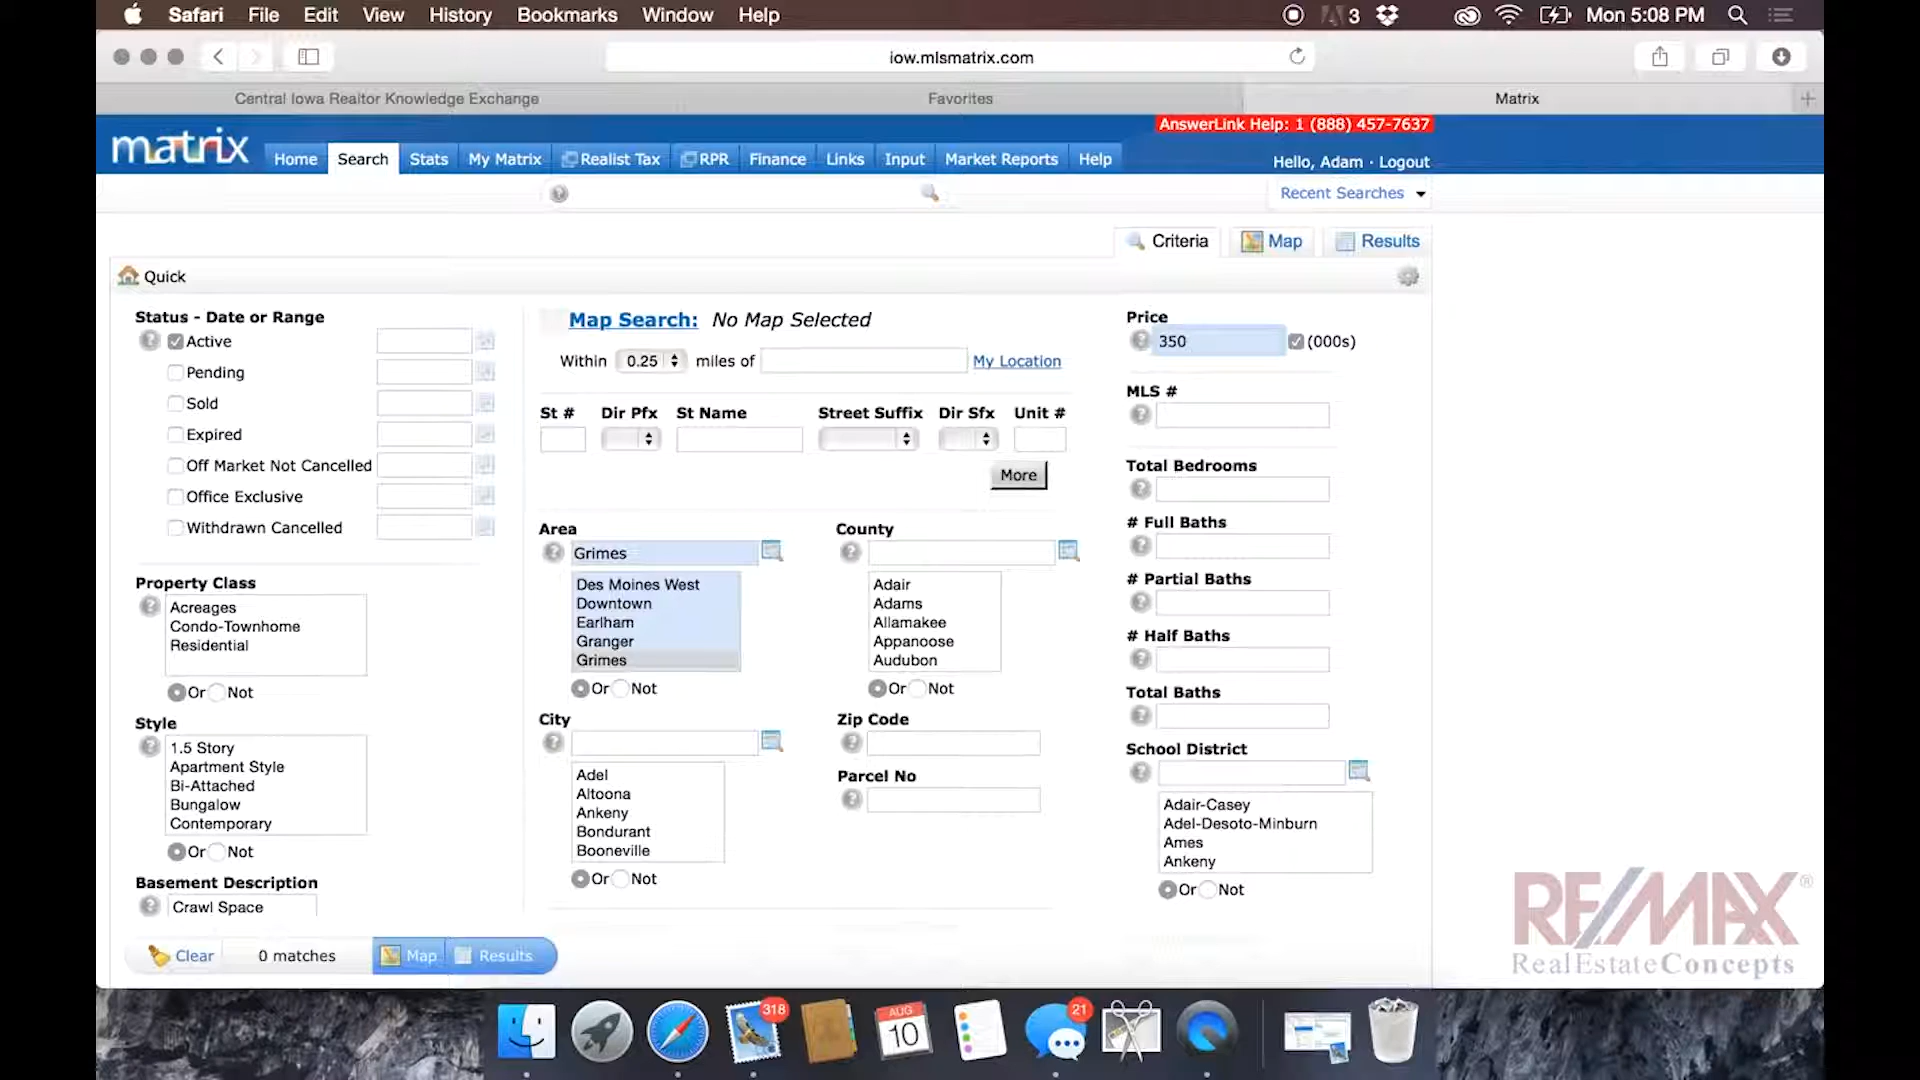 Safari File Edit View History Bookmarks Window Help
3 Mon 5:08 PM
iow.mlsmatrix.com
Central Iowa Realtor Knowledge Exchange Favorites Matrix
AnswerLink Help: 1 (888) 457-7637
matrix Home Search Stats My Matrix Realist Tax RPR Finance Links Input Market Reports Help
Hello, Adam · Logout
Recent Searches
Criteria Map Results
Quick
Status - Date or Range
Active
Pending
Sold
Expired
Off Market Not Cancelled
Office Exclusive
Withdrawn Cancelled
Property Class
Acreages
Condo-Townhome
Residential
Or Not
Style
1.5 Story
Apartment Style
Bi-Attached
Bungalow
Contemporary
Or Not
Basement Description
Crawl Space
Map Search: No Map Selected
Within 0.25 miles of My Location
St # Dir Pfx St Name Street Suffix Dir Sfx Unit #
More
Area
Grimes
Des Moines West
Downtown
Earlham
Granger
Grimes
Or Not
County
Adair
Adams
Allamakee
Appanoose
Audubon
Or Not
City
Adel
Altoona
Ankeny
Bondurant
Booneville
Or Not
Zip Code
Parcel No
Price
350 (000s)
MLS #
Total Bedrooms
# Full Baths
# Partial Baths
# Half Baths
Total Baths
School District
Adair-Casey
Adel-Desoto-Minburn
Ames
Ankeny
Or Not
Clear 0 matches Map Results
RE/MAX®
RealEstateConcepts
318
AUG
10
21